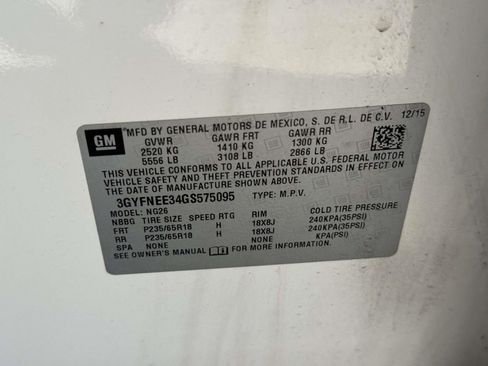 GM
MFD BY GENERAL MOTORS DE MEXICO, S. DE R.L. DE C.V. 12/15
GVWR GAWR FRT GAWR RR
2520 KG 1410 KG 1300 KG
5556 LB 3108 LB 2866 LB
THIS VEHICLE CONFORMS TO ALL APPLICABLE U.S. FEDERAL MOTOR
VEHICLE SAFETY, BUMPER, AND THEFT PREVENTION STANDARDS
IN EFFECT ON THE DATE OF MANUFACTURE SHOWN ABOVE.
3GYFNEE34GS575095 TYPE: M.P.V.
MODEL: NG26
NBBG TIRE SIZE SPEED RTG RIM COLD TIRE PRESSURE
FRT P235/65R18 H 18X8J 240KPA(35PSI)
RR P235/65R18 H 18X8J 240KPA(35PSI)
SPA NONE NONE KPA(PSI)
SEE OWNER'S MANUAL FOR MORE INFORMATION.